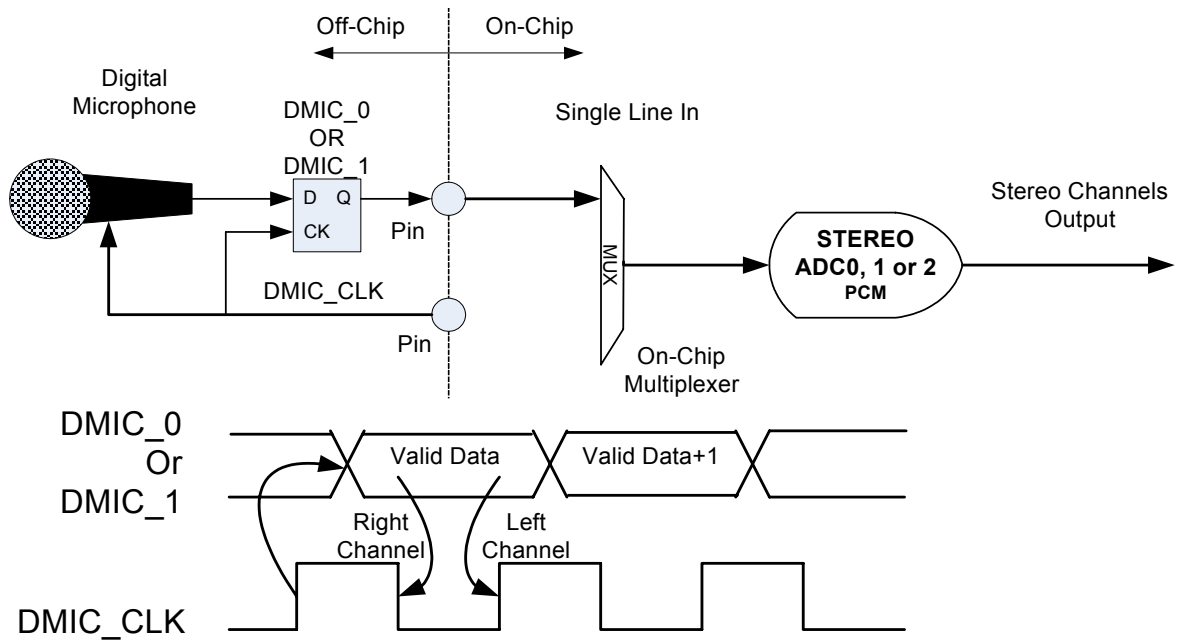 Off-Chip
On-Chip
Digital
Microphone
DMIC_0
OR
DMIC_1
Single Line In
D Q
CK
Pin
MUX
STEREO
ADC0, 1 or 2
PCM
Stereo Channels
Output
DMIC_CLK
Pin
On-Chip
Multiplexer
DMIC_0
Or
DMIC_1
Valid Data
Valid Data+1
Right
Channel
Left
Channel
DMIC_CLK